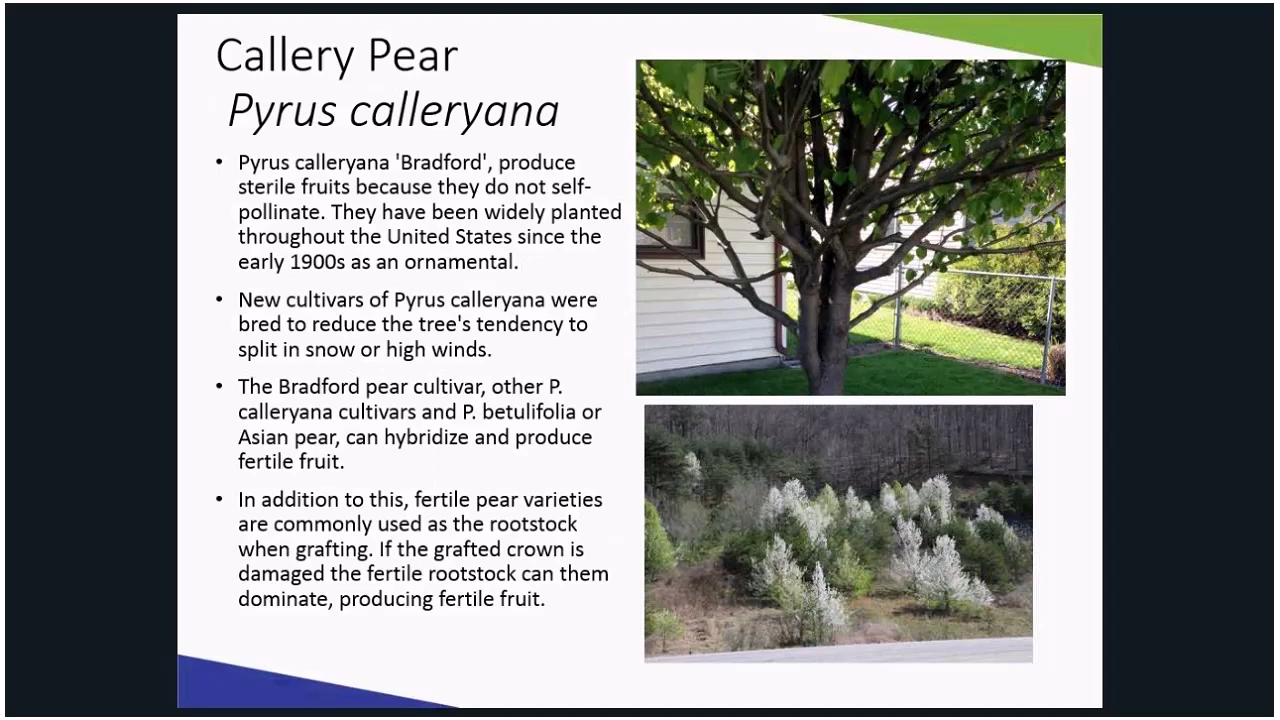 Callery Pear
Pyrus calleryana
• Pyrus calleryana 'Bradford', produce
sterile fruits because they do not self-
pollinate. They have been widely planted
throughout the United States since the
early 1900s as an ornamental.
• New cultivars of Pyrus calleryana were
bred to reduce the tree's tendency to
split in snow or high winds.
• The Bradford pear cultivar, other P.
calleryana cultivars and P. betulifolia or
Asian pear, can hybridize and produce
fertile fruit.
• In addition to this, fertile pear varieties
are commonly used as the rootstock
when grafting. If the grafted crown is
damaged the fertile rootstock can them
dominate, producing fertile fruit.